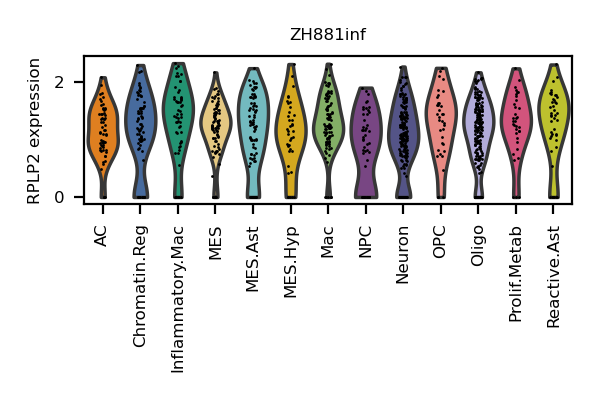 ZH881inf
RPLP2 expression
2
0
AC
Chromatin.Reg
Inflammatory.Mac
MES
MES.Ast
MES.Hyp
Mac
NPC
Neuron
OPC
Oligo
Prolif.Metab
Reactive.Ast